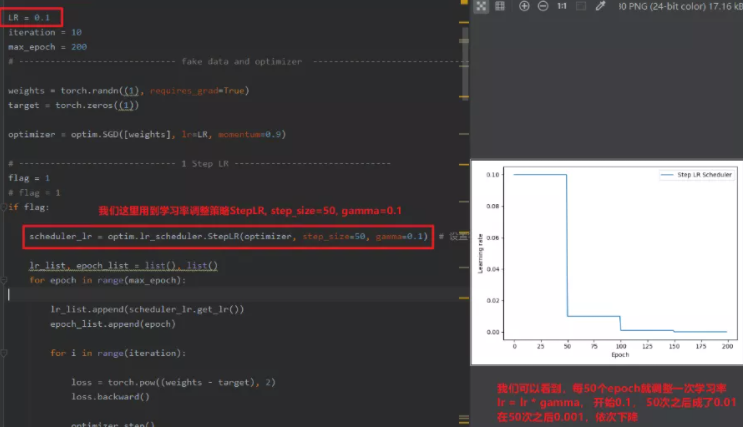 LR = 0.1
iteration = 10
max_epoch = 200
# ------------------------------ fake data and optimizer ------------------------------
weights = torch.randn((1), requires_grad=True)
target = torch.zeros((1))
optimizer = optim.SGD([weights], lr=LR, momentum=0.9)
# ------------------------------ 1 Step LR ------------------------------
flag = 1
# flag = 1
if flag:
我们这里用到学习率调整策略StepLR, step_size=50, gamma=0.1
scheduler_lr = optim.lr_scheduler.StepLR(optimizer, step_size=50, gamma=0.1) #
lr_list, epoch_list = list(), list()
for epoch in range(max_epoch):
lr_list.append(scheduler_lr.get_lr())
epoch_list.append(epoch)
for i in range(iteration):
loss = torch.pow((weights - target), 2)
loss.backward()
optimizer.step()
1:1
PNG (24-bit color) 17.16 kB
Step LR Scheduler
0.10
0.08
0.06
0.04
0.02
0.00
Learning rate
0 25 50 75 100 125 150 175 200
Epoch
我们可以看到，每50个epoch就调整一次学习率
lr = lr * gamma， 开始0.1， 50次之后成了0.01
在50次之后0.001，依次下降